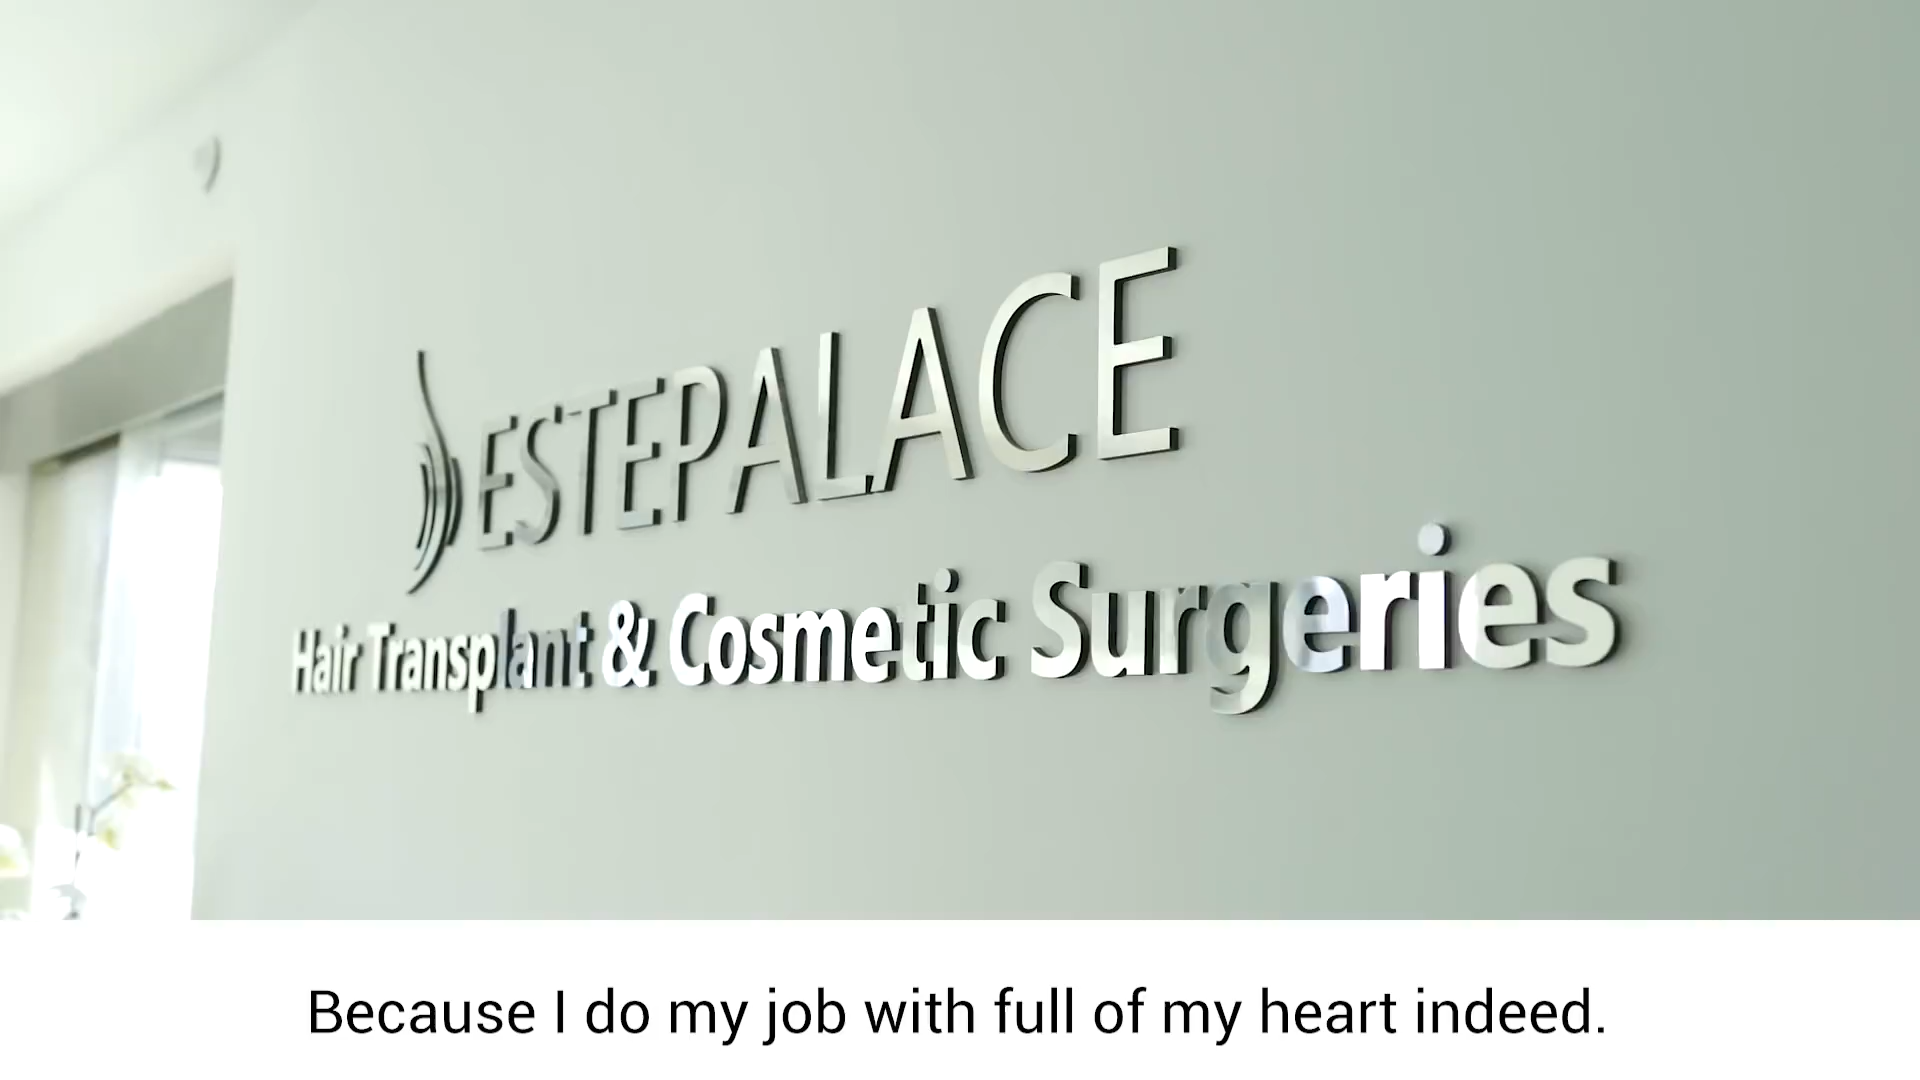 ESTEPALACE
Hair Transplant & Cosmetic Surgeries
Because I do my job with full of my heart indeed.